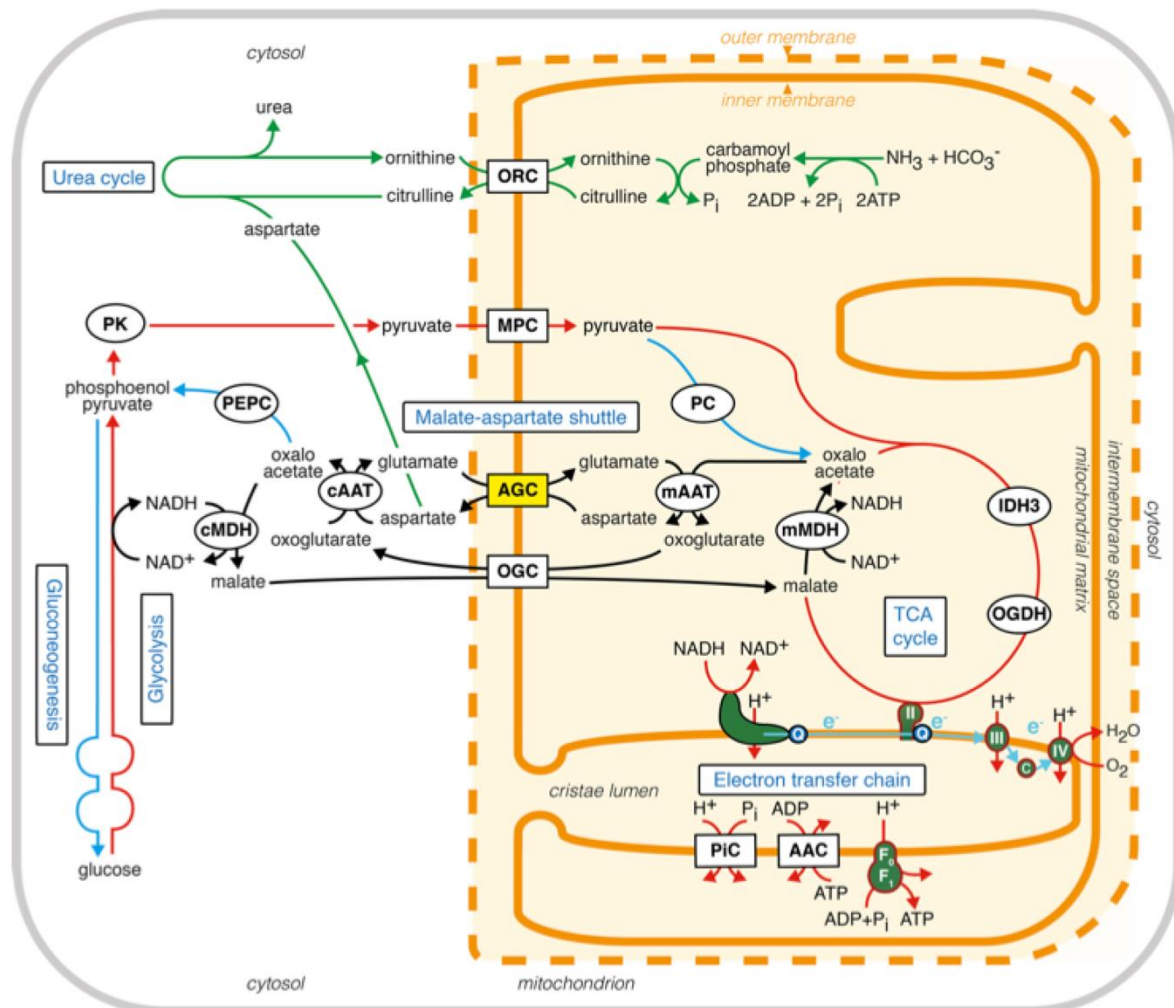 cytosol
outer membrane
inner membrane
urea
Urea cycle
ornithine
ORC
ornithine
carbamoyl
phosphate
NH₃ + HCO₃⁻
citrulline
citrulline
Pᵢ
2ADP + 2Pᵢ
2ATP
aspartate
PK
pyruvate
MPC
pyruvate
phosphoenol
pyruvate
PEPC
Malate-aspartate shuttle
PC
oxalo
acetate
glutamate
glutamate
oxalo
acetate
NADH
cAAT
AGC
mAAT
NADH
IDH3
cMDH
aspartate
aspartate
mMDH
NAD⁺
oxoglutarate
oxoglutarate
NAD⁺
malate
OGC
malate
intermembrane space
mitochondrial matrix
cytosol
Gluconeogenesis
Glycolysis
TCA
cycle
OGDH
NADH
NAD⁺
H⁺
Q
e⁻
II
Q
e⁻
H⁺
III
e⁻
C
H⁺
IV
H₂O
O₂
Electron transfer chain
cristae lumen
H⁺
Pᵢ
ADP
H⁺
PiC
AAC
F₀
F₁
ATP
ADP+Pᵢ
ATP
glucose
cytosol
mitochondrion